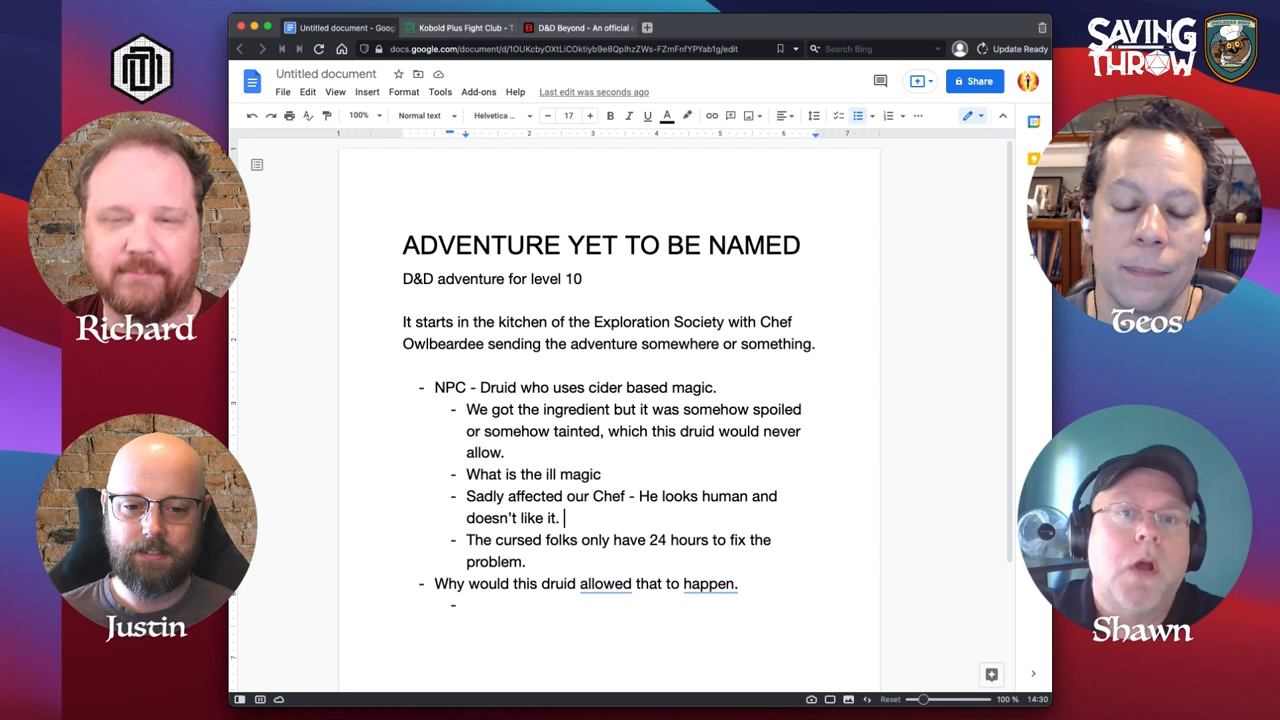 Untitled document - Goo
Kobold Plus Fight Club - T
D&D Beyond - An official
docs.google.com/document/d/1OUKcbyOXtLiCOktiyb9e8QpIhzZWs-FZmFnfYPYab1g/edit
Search Bing
Update Ready
Untitled document
File Edit View Insert Format Tools Add-ons Help Last edit was seconds ago
Share
100% Normal text Helvetica ... 17
ADVENTURE YET TO BE NAMED
D&D adventure for level 10
It starts in the kitchen of the Exploration Society with Chef
Owlbeardee sending the adventure somewhere or something.
- NPC - Druid who uses cider based magic.
- We got the ingredient but it was somehow spoiled
or somehow tainted, which this druid would never
allow.
- What is the ill magic
- Sadly affected our Chef - He looks human and
doesn't like it.
- The cursed folks only have 24 hours to fix the
problem.
- Why would this druid allowed that to happen.
-
Reset 100 % 14:30
Richard
Justin
SAVING
THROW
Teos
Shawn